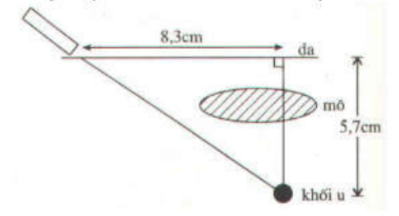 8,3cm
da
mô
5,7cm
khối u